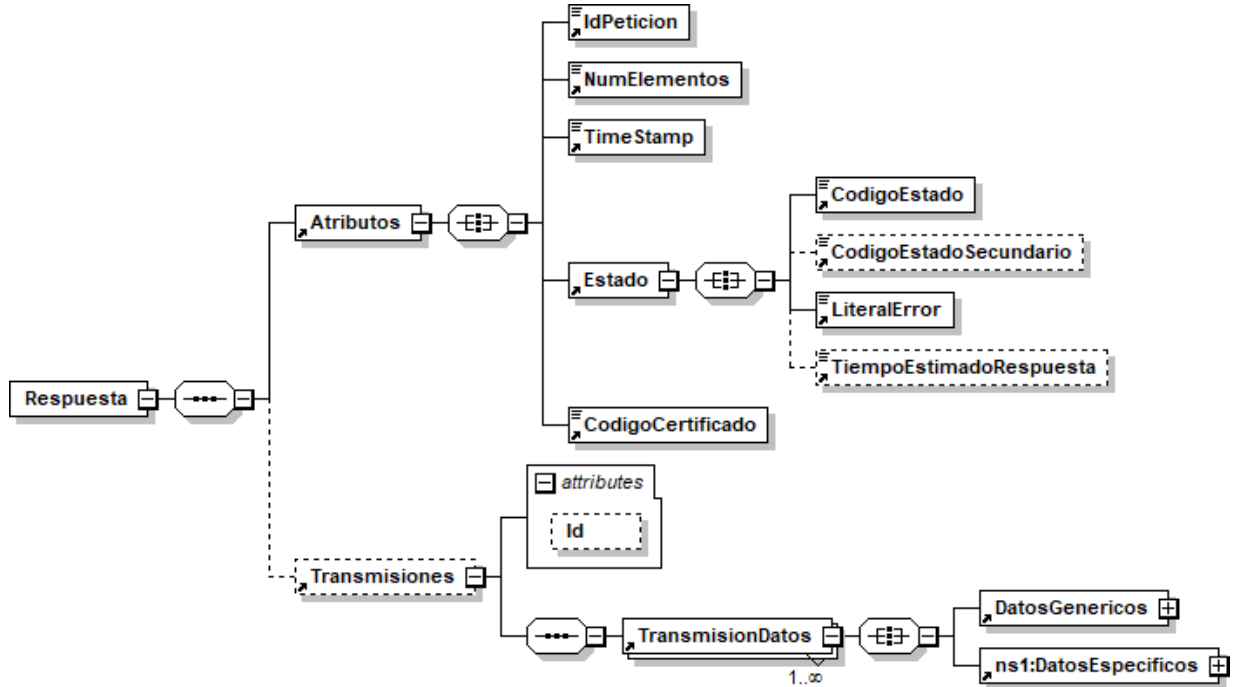 IdPeticion
NumElementos
TimeStamp
CodigoEstado
Atributos
CodigoEstadoSecundario
Estado
LiteralError
TiempoEstimadoRespuesta
Respuesta
CodigoCertificado
attributes
Id
Transmisiones
DatosGenericos
TransmisionDatos
1..∞
ns1:DatosEspecificos